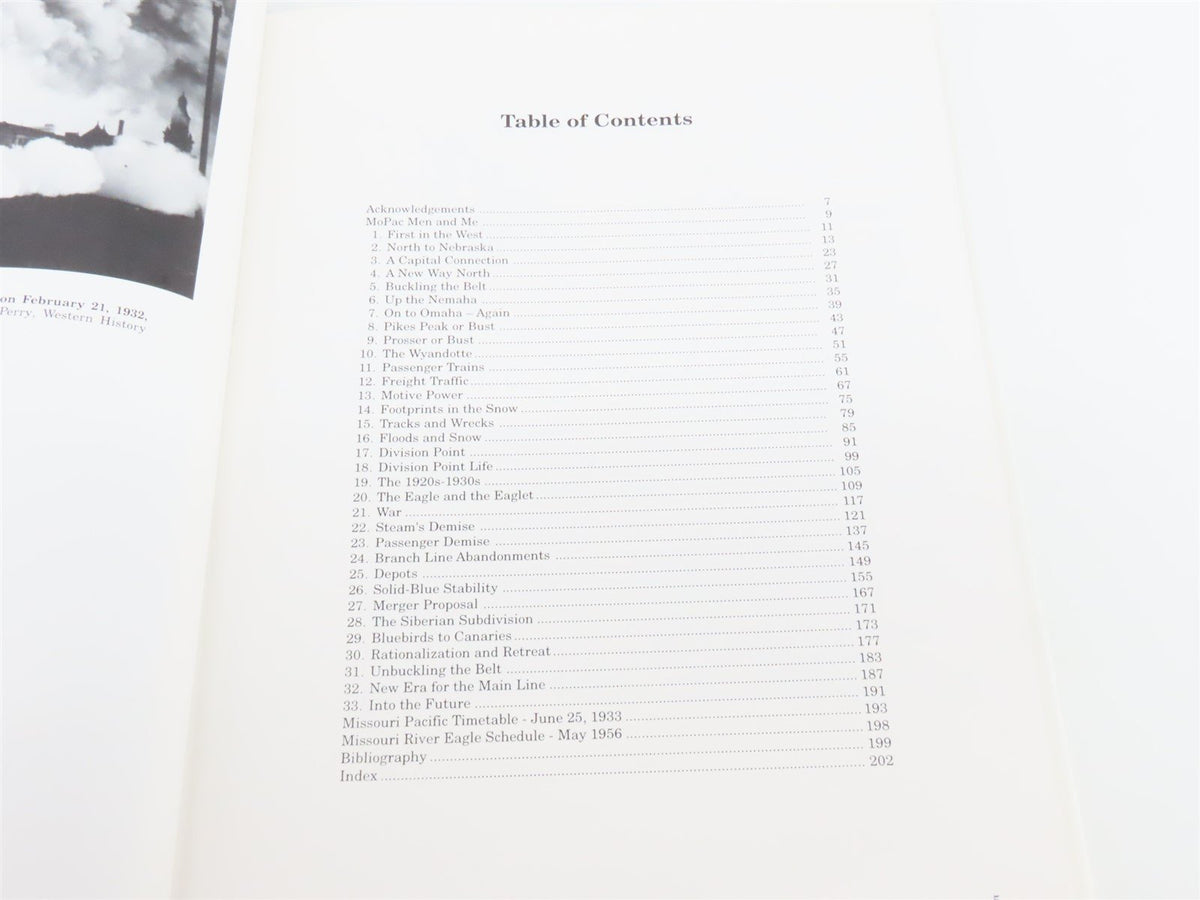 on February 21, 1932,
Perry, Western History
Table of Contents
Acknowledgements ........ 7
MoPac Men and Me ........ 9
1. First in the West ........ 11
2. North to Nebraska ........ 13
3. A Capital Connection ........ 23
4. A New Way North ........ 27
5. Buckling the Belt ........ 31
6. Up the Nemaha ........ 35
7. On to Omaha – Again ........ 39
8. Pikes Peak or Bust ........ 43
9. Prosser or Bust ........ 47
10. The Wyandotte ........ 51
11. Passenger Trains ........ 55
12. Freight Traffic ........ 61
13. Motive Power ........ 67
14. Footprints in the Snow ........ 75
15. Tracks and Wrecks ........ 79
16. Floods and Snow ........ 85
17. Division Point ........ 91
18. Division Point Life ........ 99
19. The 1920s-1930s ........ 105
20. The Eagle and the Eaglet ........ 109
21. War ........ 117
22. Steam's Demise ........ 121
23. Passenger Demise ........ 137
24. Branch Line Abandonments ........ 145
25. Depots ........ 149
26. Solid-Blue Stability ........ 155
27. Merger Proposal ........ 167
28. The Siberian Subdivision ........ 171
29. Bluebirds to Canaries ........ 173
30. Rationalization and Retreat ........ 177
31. Unbuckling the Belt ........ 183
32. New Era for the Main Line ........ 187
33. Into the Future ........ 191
Missouri Pacific Timetable - June 25, 1933 ........ 193
Missouri River Eagle Schedule - May 1956 ........ 198
Bibliography ........ 199
Index ........ 202